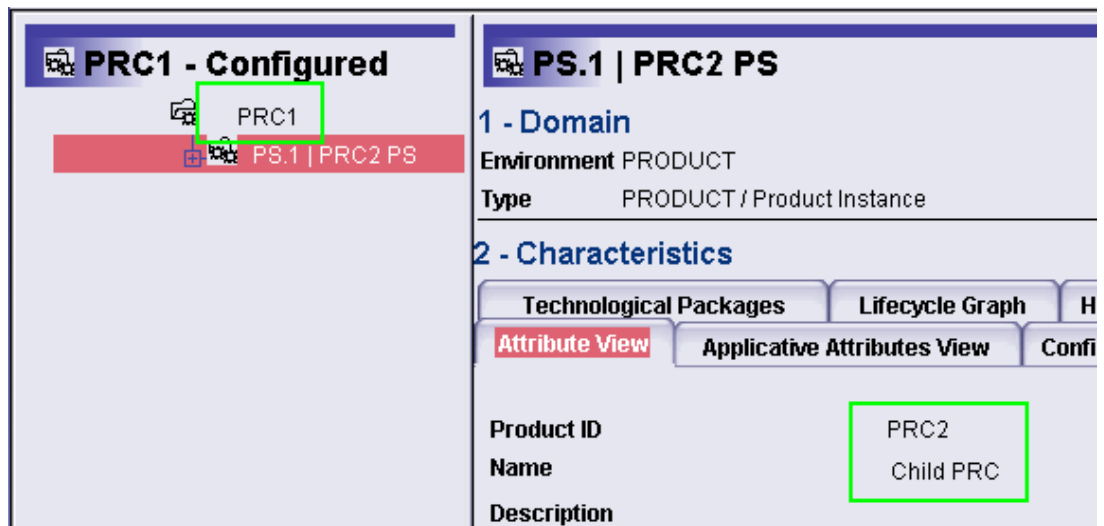 PRC1 - Configured
PRC1
PS.1 | PRC2 PS
PS.1 | PRC2 PS
1 - Domain
Environment PRODUCT
Type PRODUCT / Product Instance
2 - Characteristics
Technological Packages Lifecycle Graph H
Attribute View Applicative Attributes View Confi
Product ID PRC2
Name Child PRC
Description